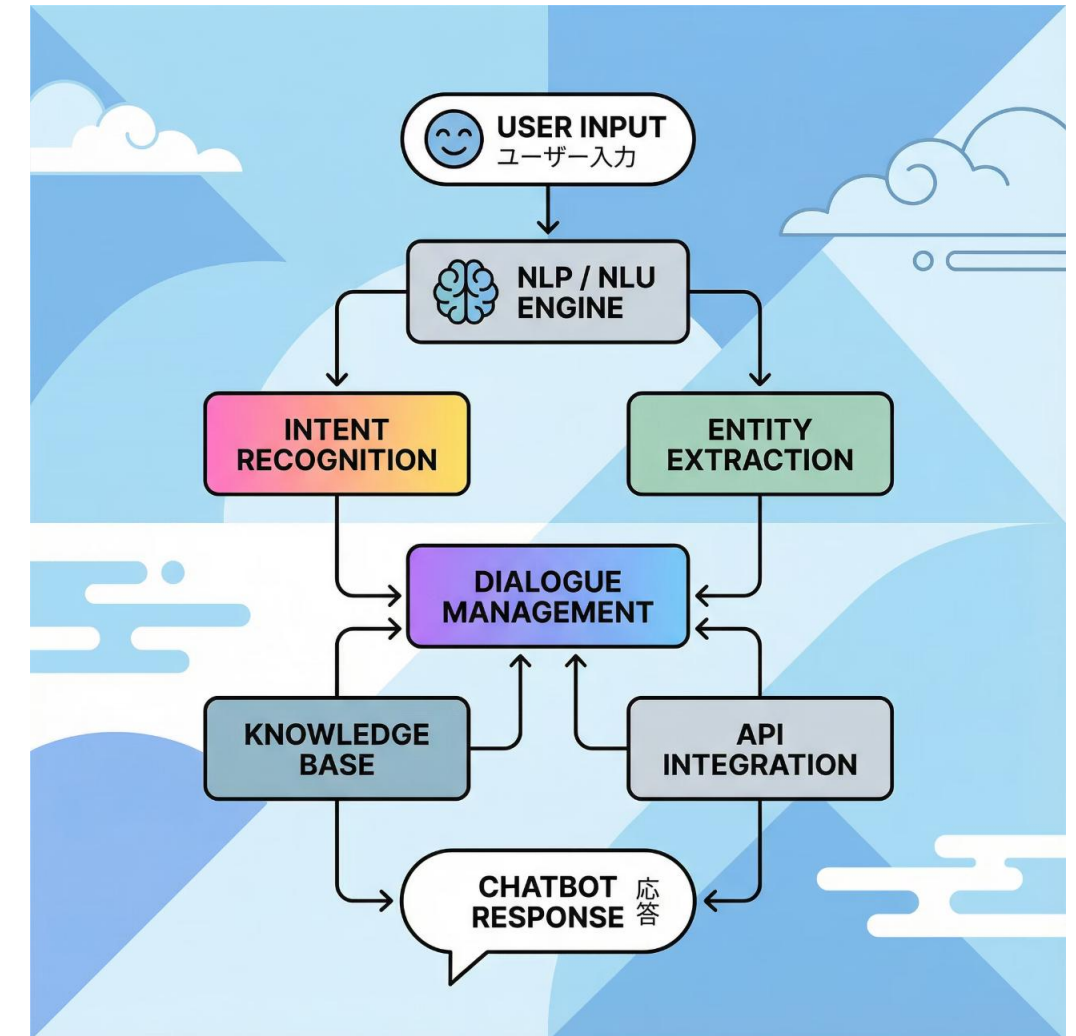 USER INPUT
ユーザー入力
NLP / NLU
ENGINE
INTENT
RECOGNITION
ENTITY
EXTRACTION
DIALOGUE
MANAGEMENT
KNOWLEDGE
BASE
API
INTEGRATION
CHATBOT
RESPONSE
応答